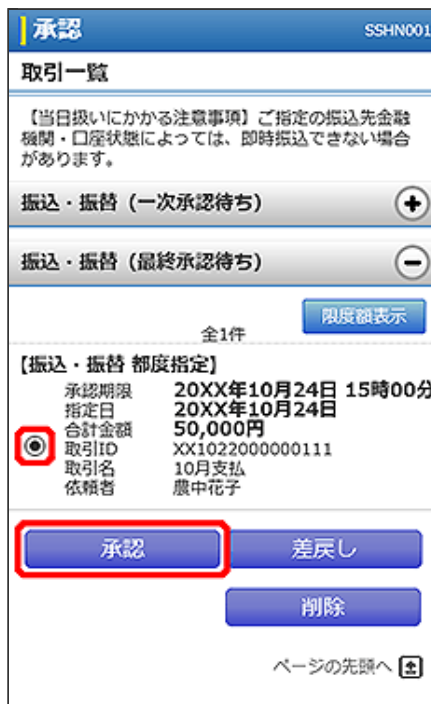 承認 SSHN001
取引一覧
【当日扱いにかかる注意事項】ご指定の振込先金融
機関・口座状態によっては、即時振込できない場合
があります。
振込・振替（一次承認待ち）
振込・振替（最終承認待ち）
限度額表示
全1件
【振込・振替 都度指定】
承認期限 20XX年10月24日 15時00分
指定日 20XX年10月24日
合計金額 50,000円
取引ID XX1022000000111
取引名 10月支払
依頼者 農中花子
承認 差戻し
削除
ページの先頭へ